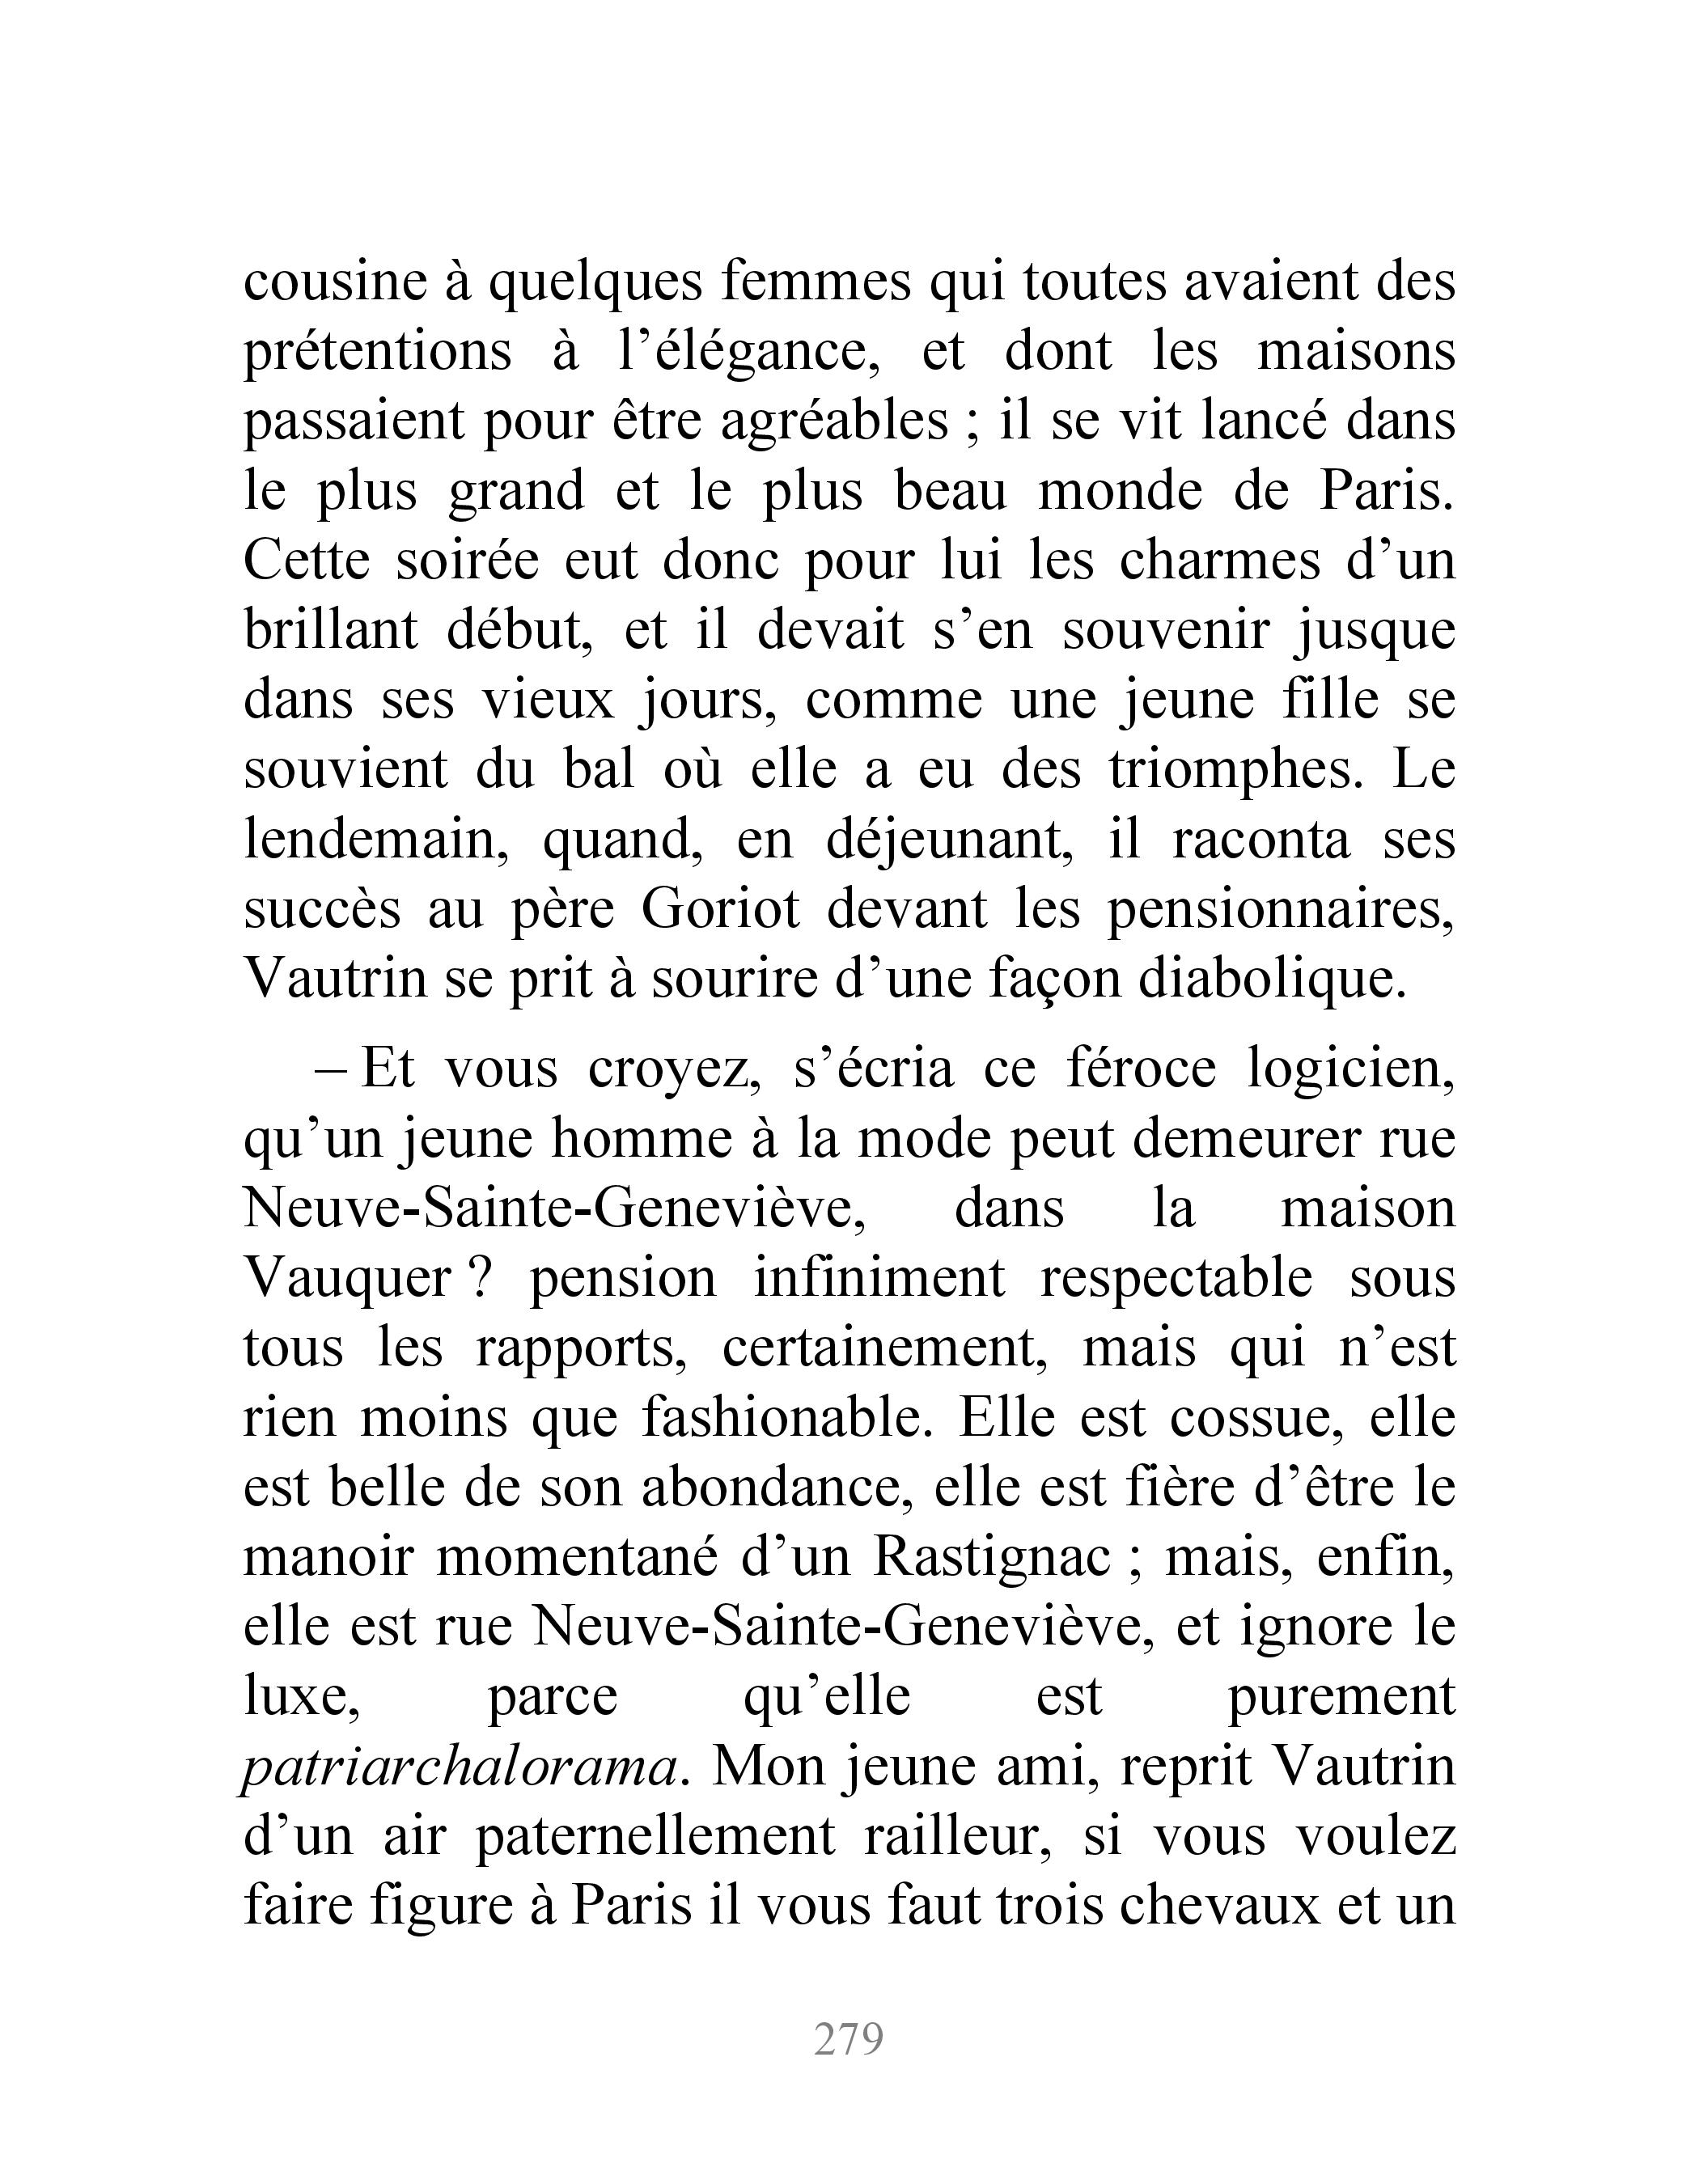 cousine à quelques femmes qui toutes avaient des
prétentions à l’élégance, et dont les maisons
passaient pour être agréables ; il se vit lancé dans
le plus grand et le plus beau monde de Paris.
Cette soirée eut donc pour lui les charmes d’un
brillant début, et il devait s’en souvenir jusque
dans ses vieux jours, comme une jeune fille se
souvient du bal où elle a eu des triomphes. Le
lendemain, quand, en déjeunant, il raconta ses
succès au père Goriot devant les pensionnaires,
Vautrin se prit à sourire d’une façon diabolique.
– Et vous croyez, s’écria ce féroce logicien,
qu’un jeune homme à la mode peut demeurer rue
Neuve-Sainte-Geneviève, dans la maison
Vauquer ? pension infiniment respectable sous
tous les rapports, certainement, mais qui n’est
rien moins que fashionable. Elle est cossue, elle
est belle de son abondance, elle est fière d’être le
manoir momentané d’un Rastignac ; mais, enfin,
elle est rue Neuve-Sainte-Geneviève, et ignore le
luxe, parce qu’elle est purement
patriarchalorama. Mon jeune ami, reprit Vautrin
d’un air paternellement railleur, si vous voulez
faire figure à Paris il vous faut trois chevaux et un
279